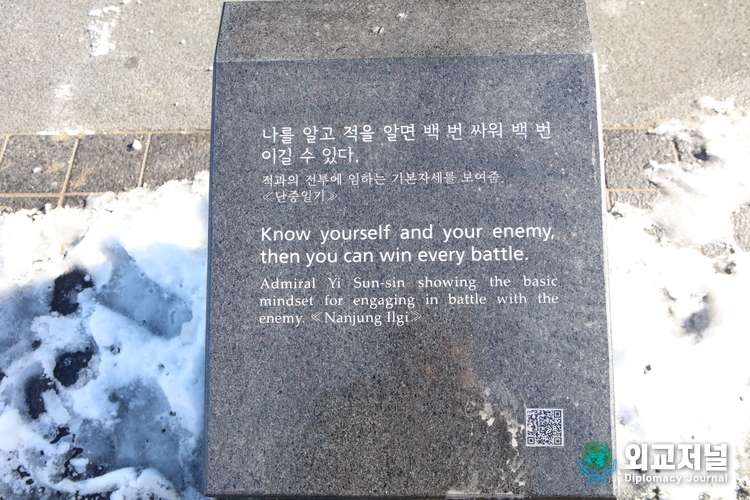 나를 알고 적을 알면 백 번 싸워 백 번
이길 수 있다.
적과의 전투에 임하는 기본자세를 보여줌.
≪난중일기≫
Know yourself and your enemy,
then you can win every battle.
Admiral Yi Sun-sin showing the basic
mindset for engaging in battle with the
enemy. ≪Nanjung Ilgi≫
외교저널
Diplomacy Journal